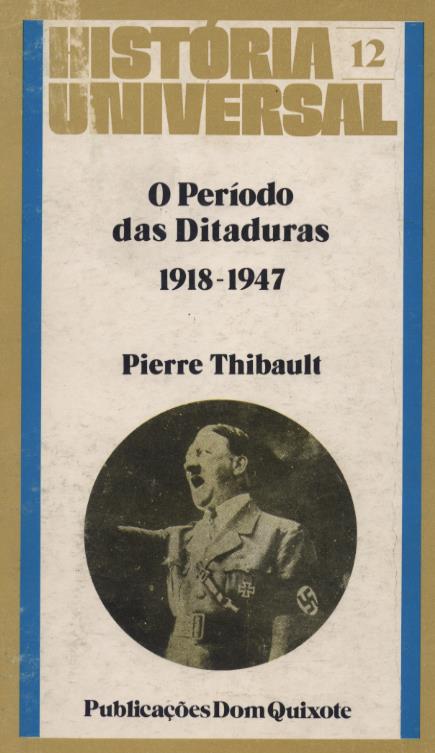 HISTÓRIA
12
UNIVERSAL
O Período
das Ditaduras
1918-1947
Pierre Thibault
Publicações Dom Quixote